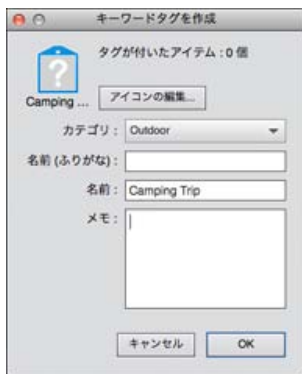 キーワードタグを作成
タグが付いたアイテム : 0 個
?
Camping ...
アイコンの編集...
カテゴリ : Outdoor
名前 (ふりがな) :
名前 : Camping Trip
メモ :
キャンセル OK